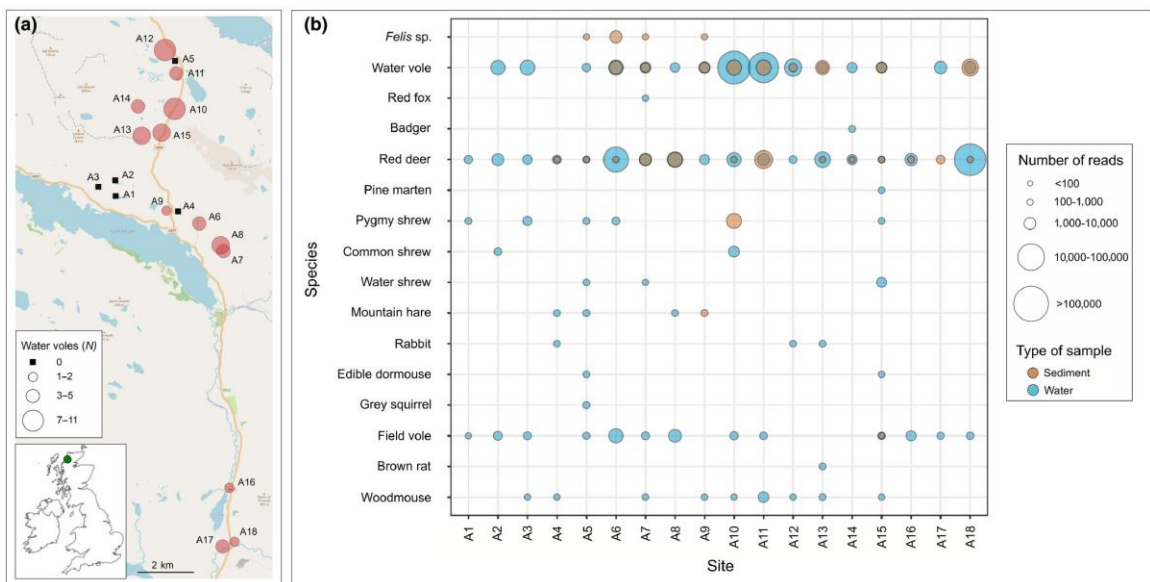 (a)
A12
A5
A11
A14
A10
A13
A15
A3
A2
A1
A9
A4
A6
A8
A7
Water voles (N)
0
1–2
3–5
7–11
A16
A17
A18
2 km
(b)
Species
Felis sp.
Water vole
Red fox
Badger
Red deer
Pine marten
Pygmy shrew
Common shrew
Water shrew
Mountain hare
Rabbit
Edible dormouse
Grey squirrel
Field vole
Brown rat
Woodmouse
A1 A2 A3 A4 A5 A6 A7 A8 A9 A10 A11 A12 A13 A14 A15 A16 A17 A18
Site
Number of reads
<100
100-1,000
1,000-10,000
10,000-100,000
>100,000
Type of sample
Sediment
Water